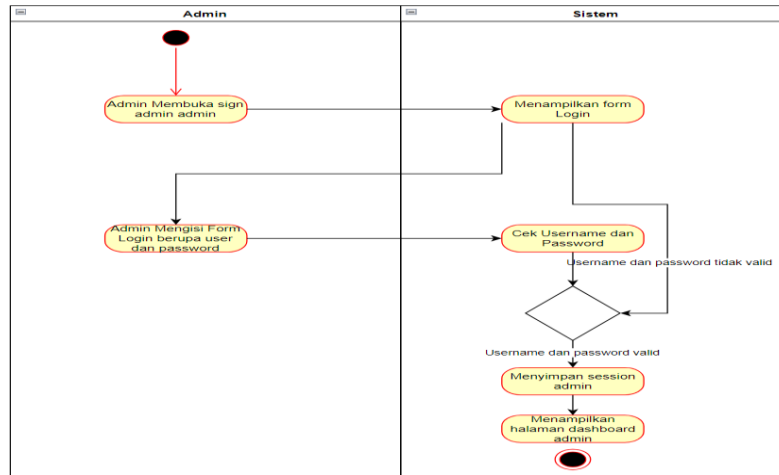 Admin
Sistem
Admin Membuka sign
admin admin
Menampilkan form
Login
Admin Mengisi Form
Login berupa user
dan password
Cek Username dan
Password
Username dan password tidak valid
Username dan password valid
Menyimpan session
admin
Menampilkan
halaman dashboard
admin